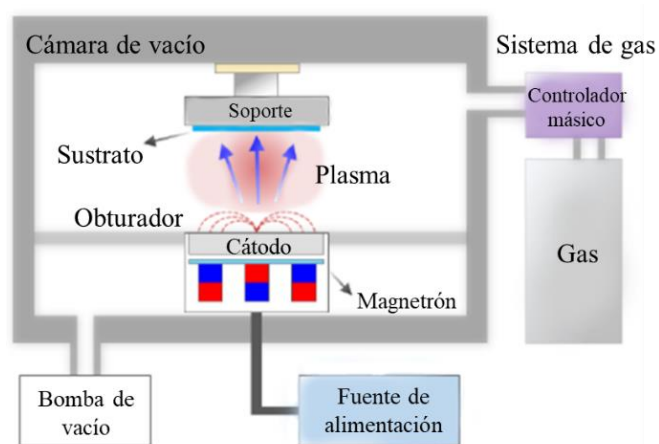 Cámara de vacío
Sistema de gas
Soporte
Controlador
másico
Sustrato
Plasma
Obturador
Cátodo
Gas
Magnetrón
Bomba de
vacío
Fuente de
alimentación